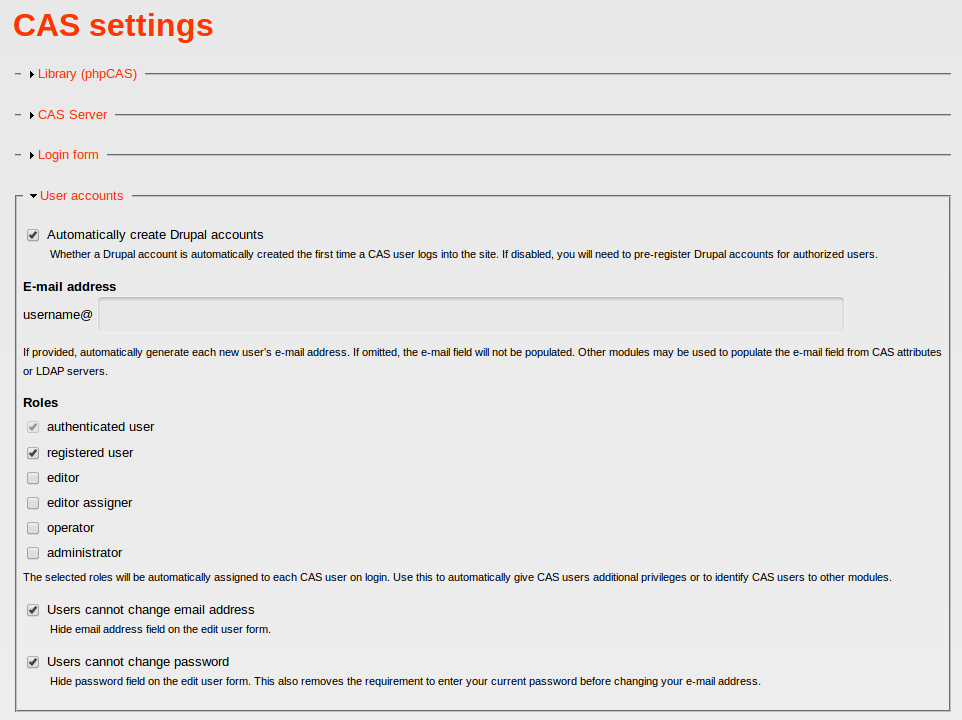 CAS settings
Library (phpCAS)
CAS Server
Login form
User accounts
Automatically create Drupal accounts
Whether a Drupal account is automatically created the first time a CAS user logs into the site. If disabled, you will need to pre-register Drupal accounts for authorized users.
E-mail address
username@
If provided, automatically generate each new user's e-mail address. If omitted, the e-mail field will not be populated. Other modules may be used to populate the e-mail field from CAS attributes
or LDAP servers.
Roles
authenticated user
registered user
editor
editor assigner
operator
administrator
The selected roles will be automatically assigned to each CAS user on login. Use this to automatically give CAS users additional privileges or to identify CAS users to other modules.
Users cannot change email address
Hide email address field on the edit user form.
Users cannot change password
Hide password field on the edit user form. This also removes the requirement to enter your current password before changing your e-mail address.